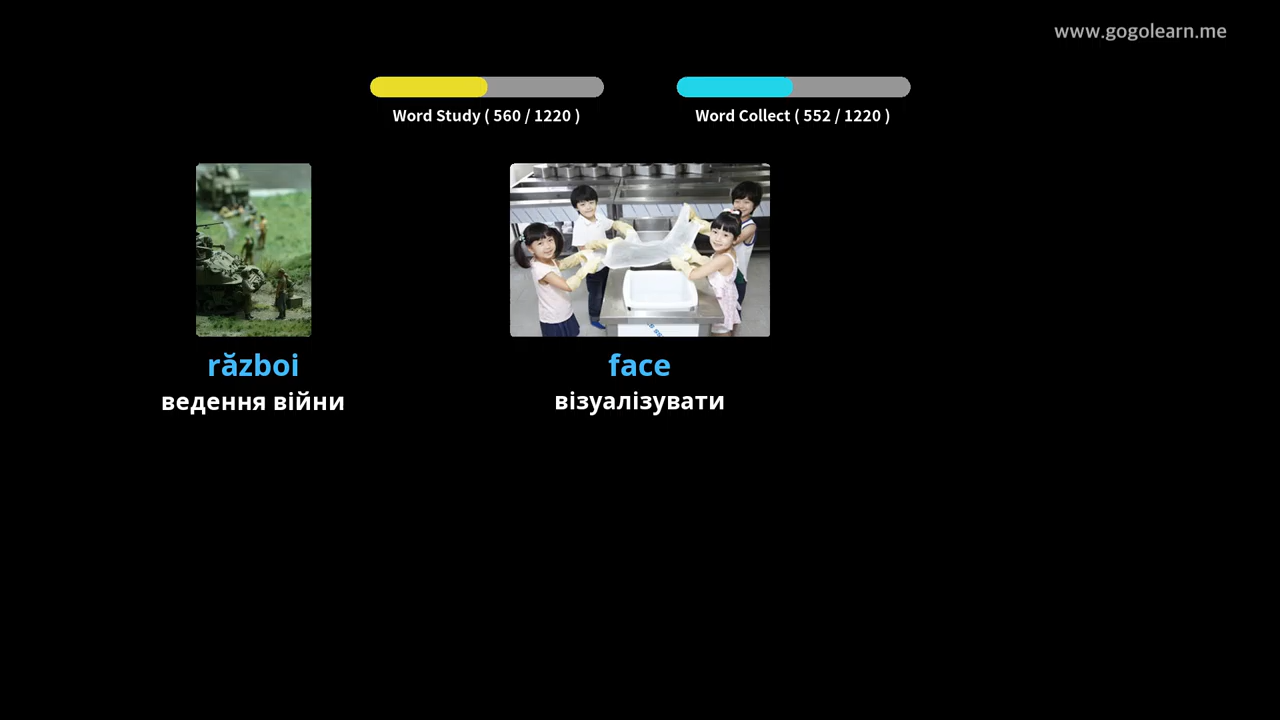 www.gogolearn.me
Word Study ( 560 / 1220 )
Word Collect ( 552 / 1220 )
război
ведення війни
face
візуалізувати